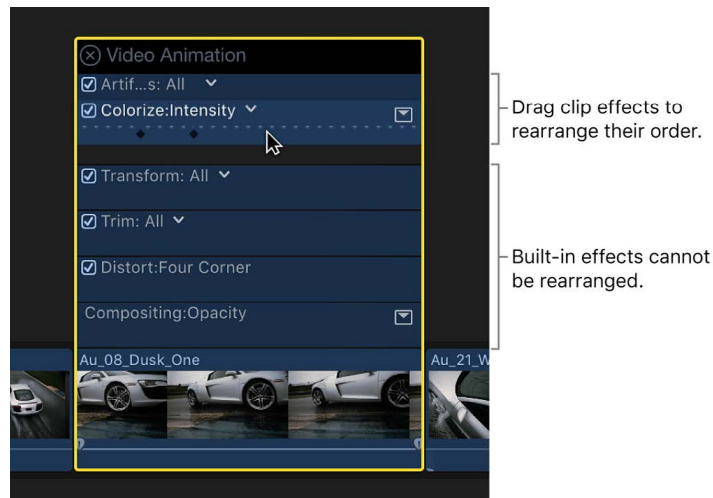 Video Animation
Artif...s: All
Colorize:Intensity
Drag clip effects to
rearrange their order.
Transform: All
Trim: All
Distort:Four Corner
Built-in effects cannot
be rearranged.
Compositing:Opacity
Au_08_Dusk_One
Au_21_W